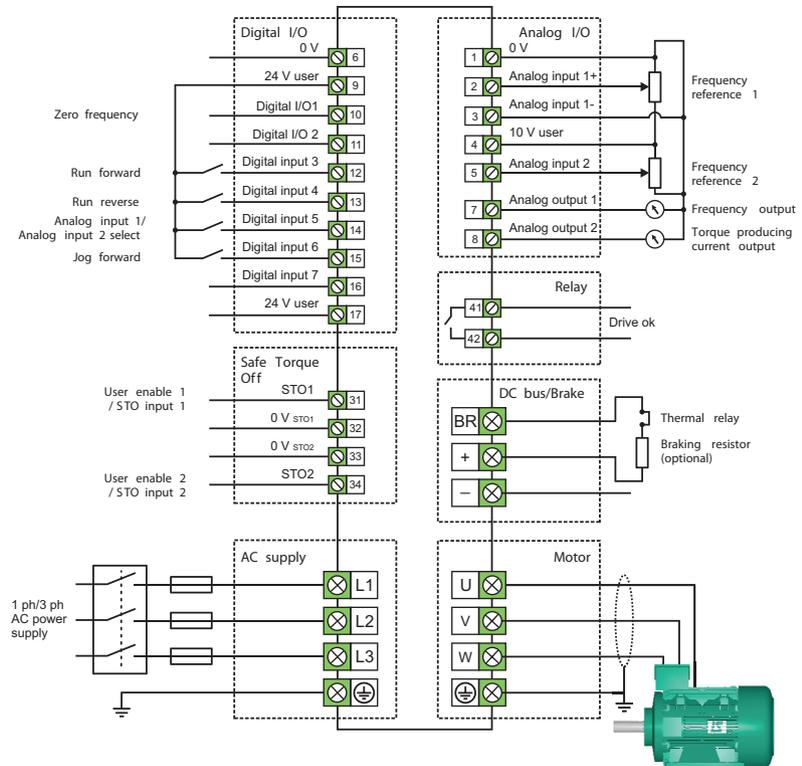 Digital I/O
0 V
6
24 V user
9
Zero frequency
Digital I/O1
10
Digital I/O 2
11
Run forward
Digital input 3
12
Run reverse
Digital input 4
13
Analog input 1/
Analog input 2 select
Digital input 5
14
Jog forward
Digital input 6
15
Digital input 7
16
24 V user
17
Analog I/O
0 V
1
Analog input 1+
2
Frequency
reference 1
Analog input 1-
3
10 V user
4
Analog input 2
5
Frequency
reference 2
Analog output 1
7
Frequency output
Analog output 2
8
Torque producing
current output
Relay
41
Drive ok
42
Safe Torque
Off
User enable 1
/ STO input 1
STO1
31
0 V STO1
32
0 V STO2
33
User enable 2
/ STO input 2
STO2
34
DC bus/Brake
BR
Thermal relay
+
Braking resistor
(optional)
−
AC supply
1 ph/3 ph
AC power
supply
L1
L2
L3
Motor
U
V
W